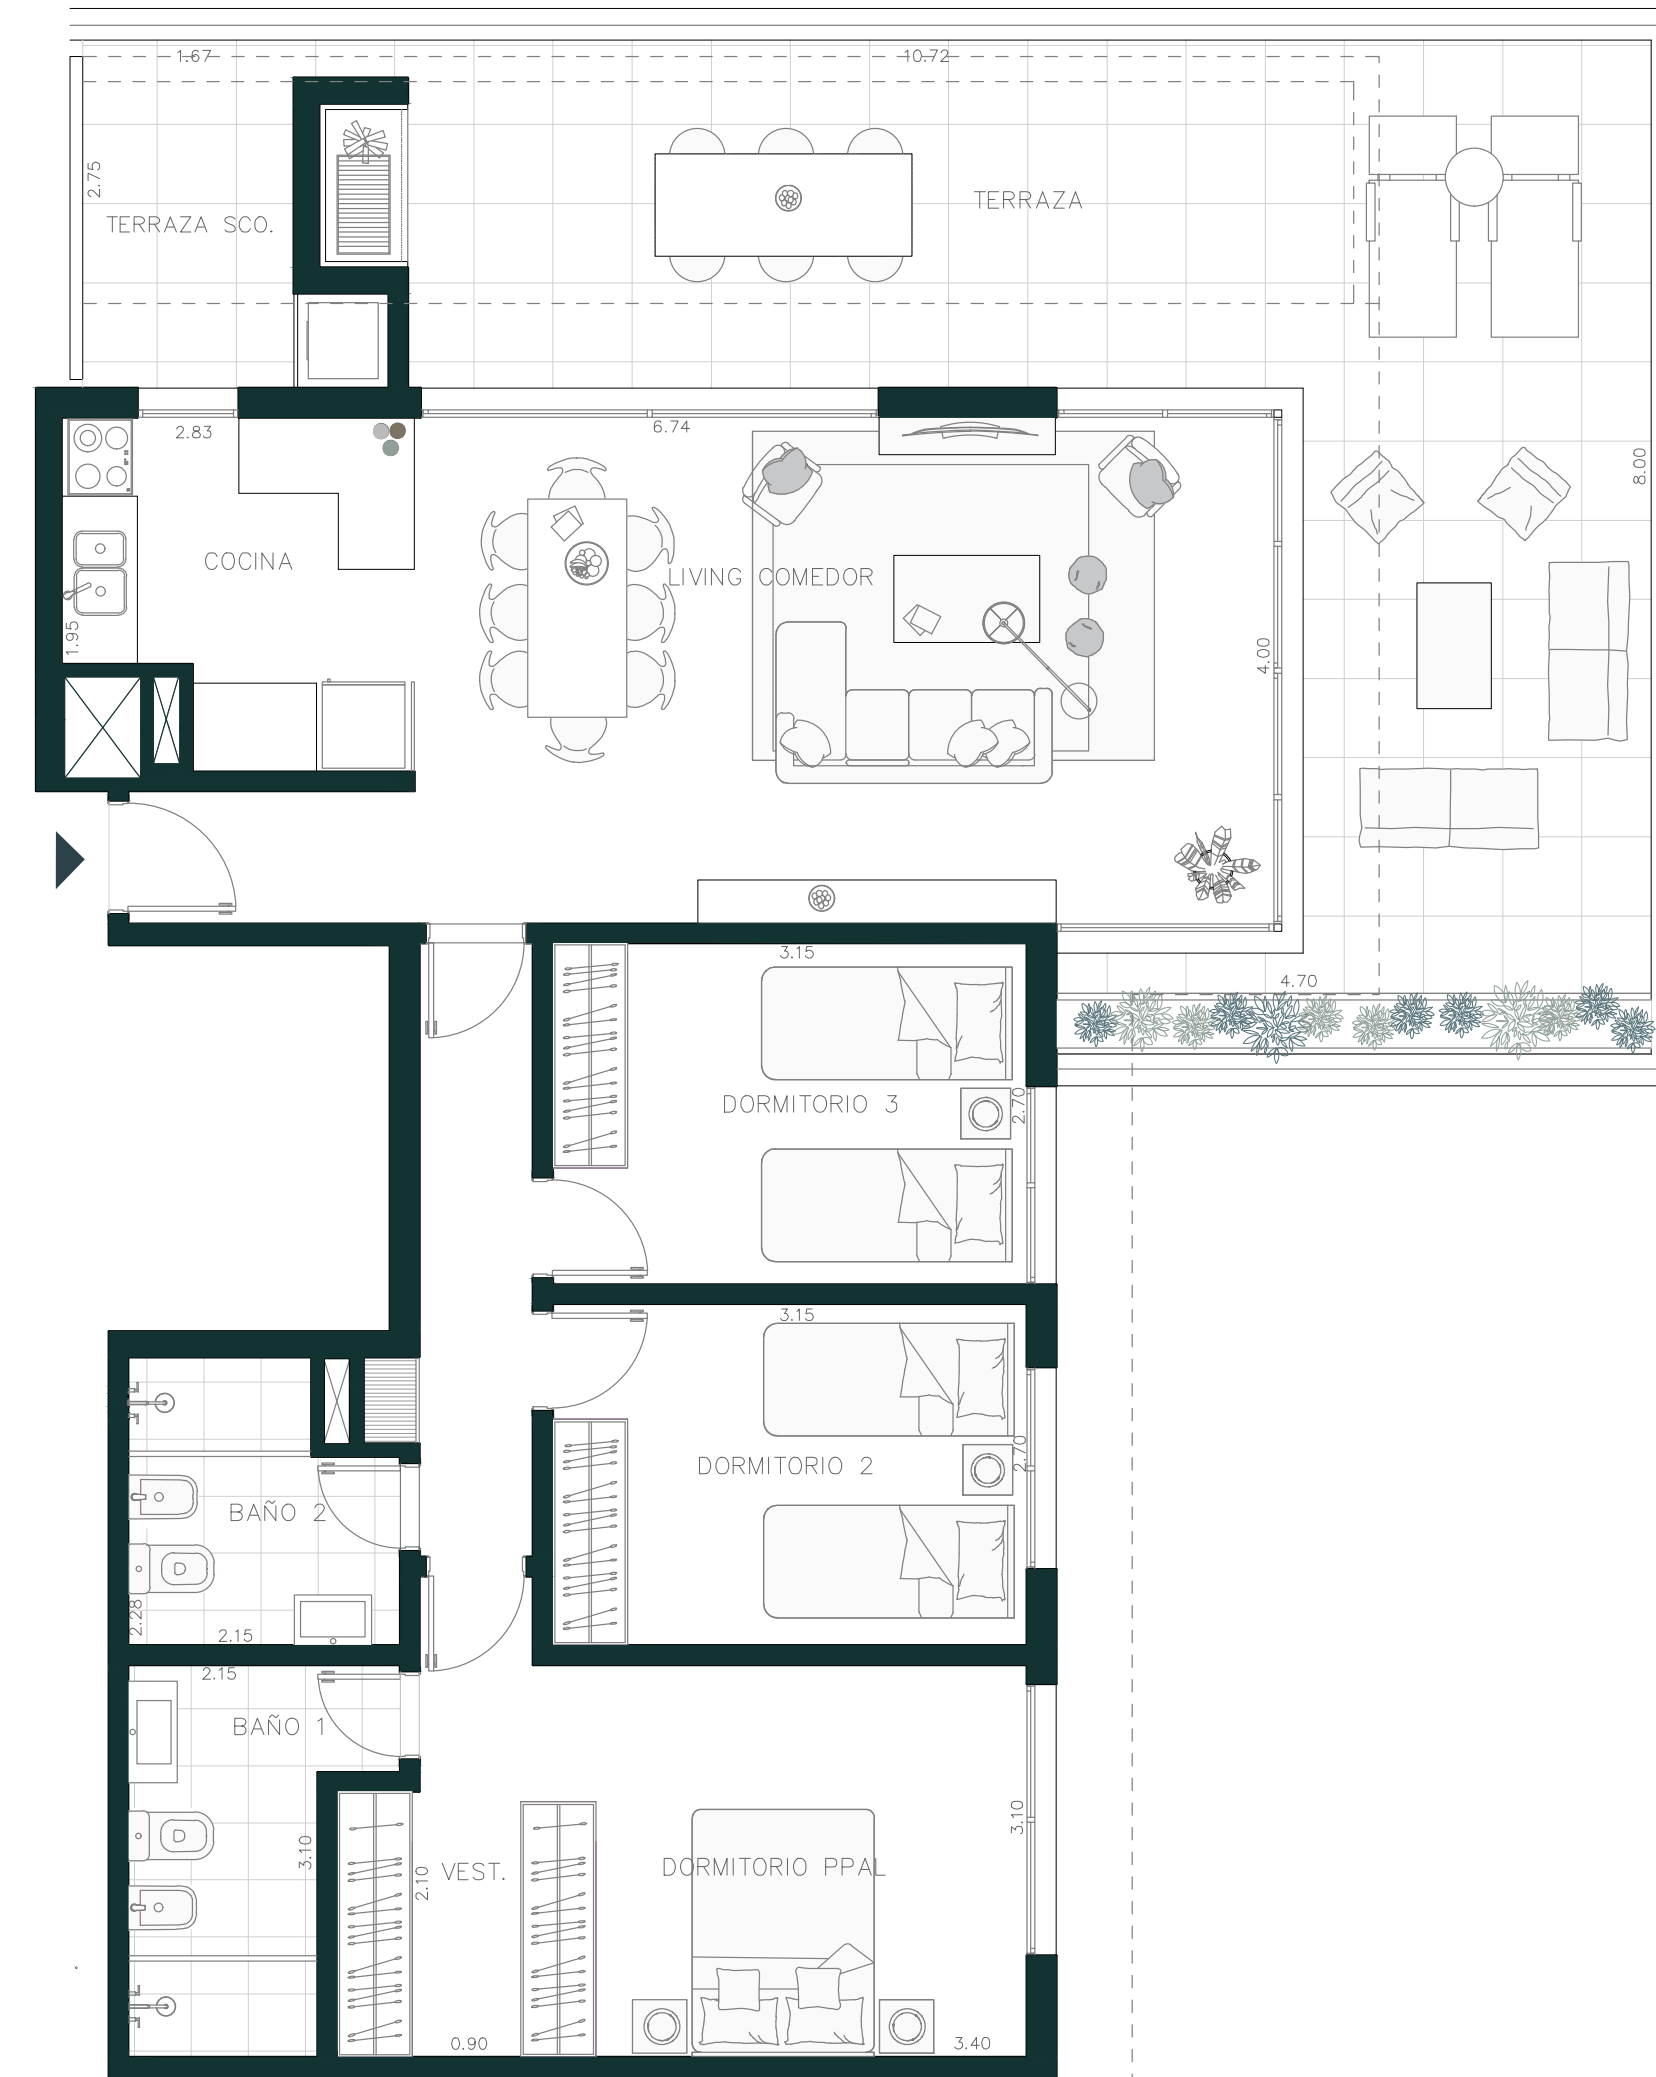 1.67
10.72
2.75
TERRAZA
TERRAZA SCO.
2.83
6.74
8.00
COCINA
LIVING COMEDOR
1.95
4.00
3.15
4.70
DORMITORIO 3
2.70
3.15
DORMITORIO 2
2.70
BAÑO 2
2.28
2.15
2.15
BAÑO 1
3.10
3.10
2.10
VEST.
DORMITORIO PPAL
0.90
3.40